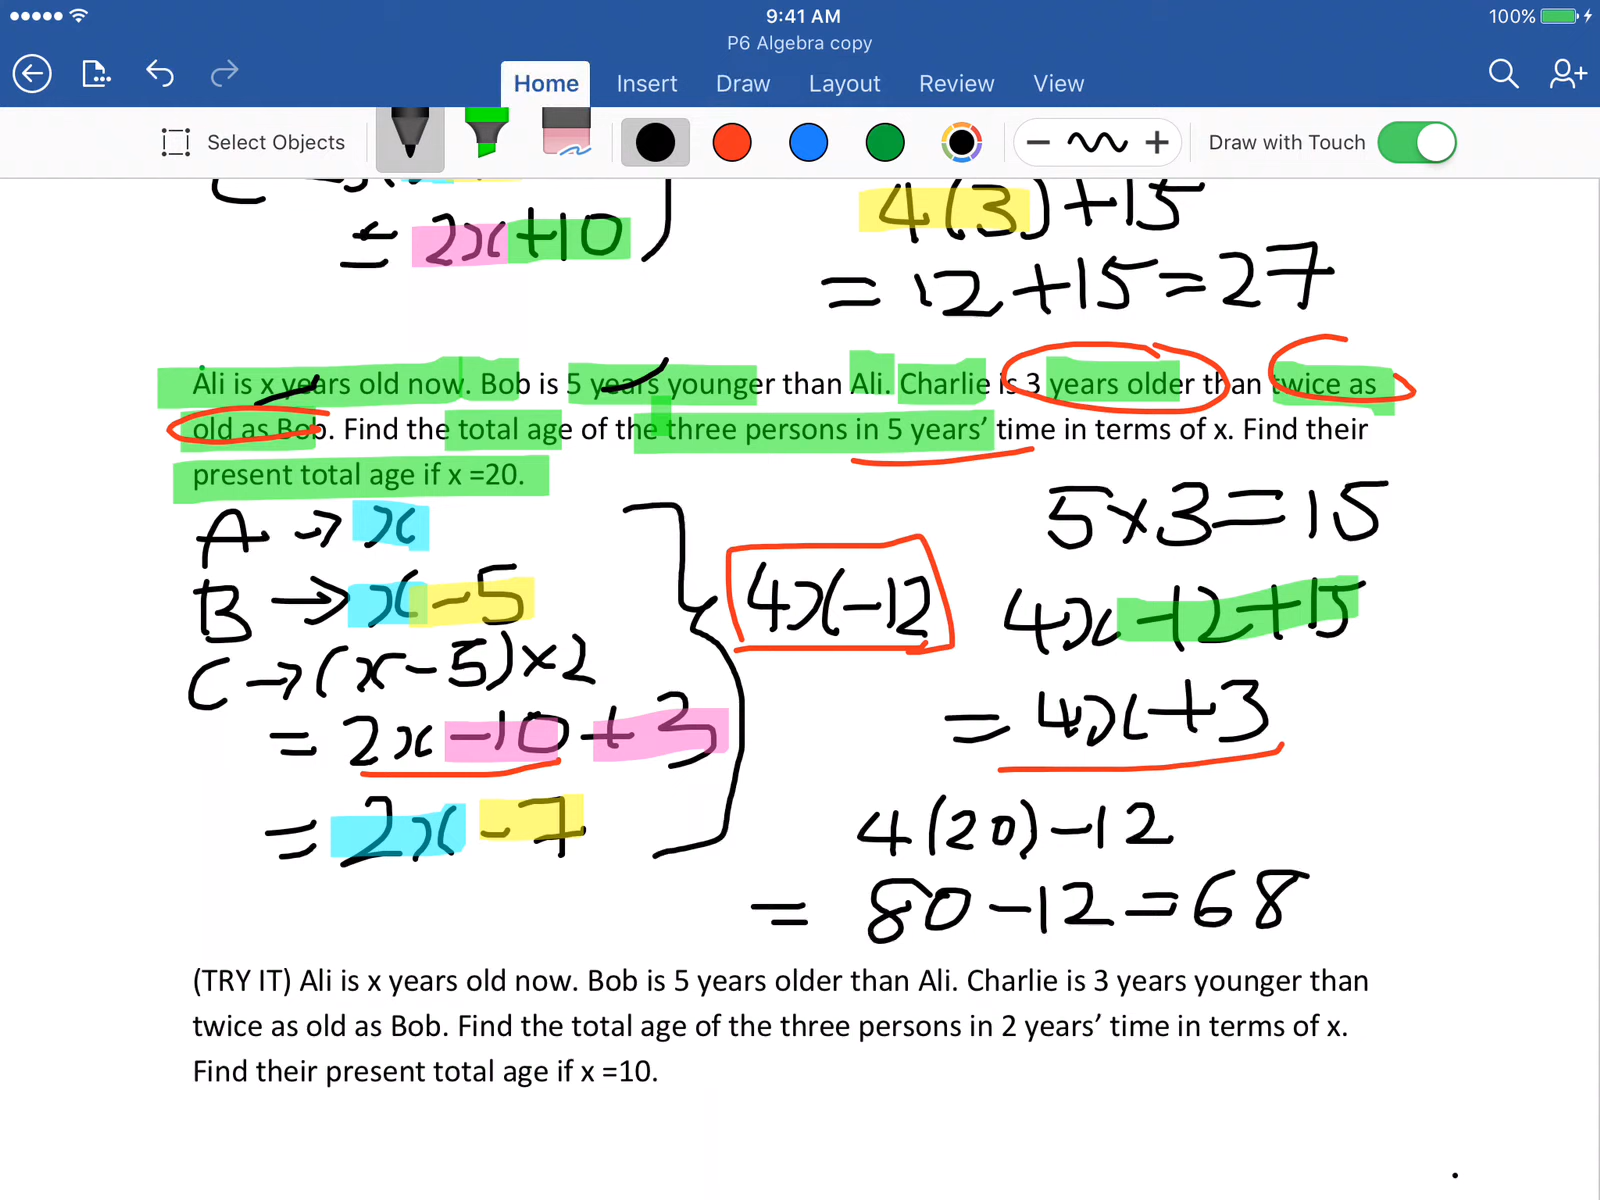 9:41 AM
100%
P6 Algebra copy
Home Insert Draw Layout Review View
Select Objects
Draw with Touch
= 2x+10
4(3)+15
= 12+15=27
Ali is x years old now. Bob is 5 years younger than Ali. Charlie is 3 years older than twice as
old as Bob. Find the total age of the three persons in 5 years’ time in terms of x. Find their
present total age if x =20.
A → x
B → x-5
C → (x-5)×2
= 2x-10+3
= 2x-7
4x-12
5×3=15
4x-12+15
= 4x+3
4(20)-12
= 80-12=68
(TRY IT) Ali is x years old now. Bob is 5 years older than Ali. Charlie is 3 years younger than
twice as old as Bob. Find the total age of the three persons in 2 years’ time in terms of x.
Find their present total age if x =10.